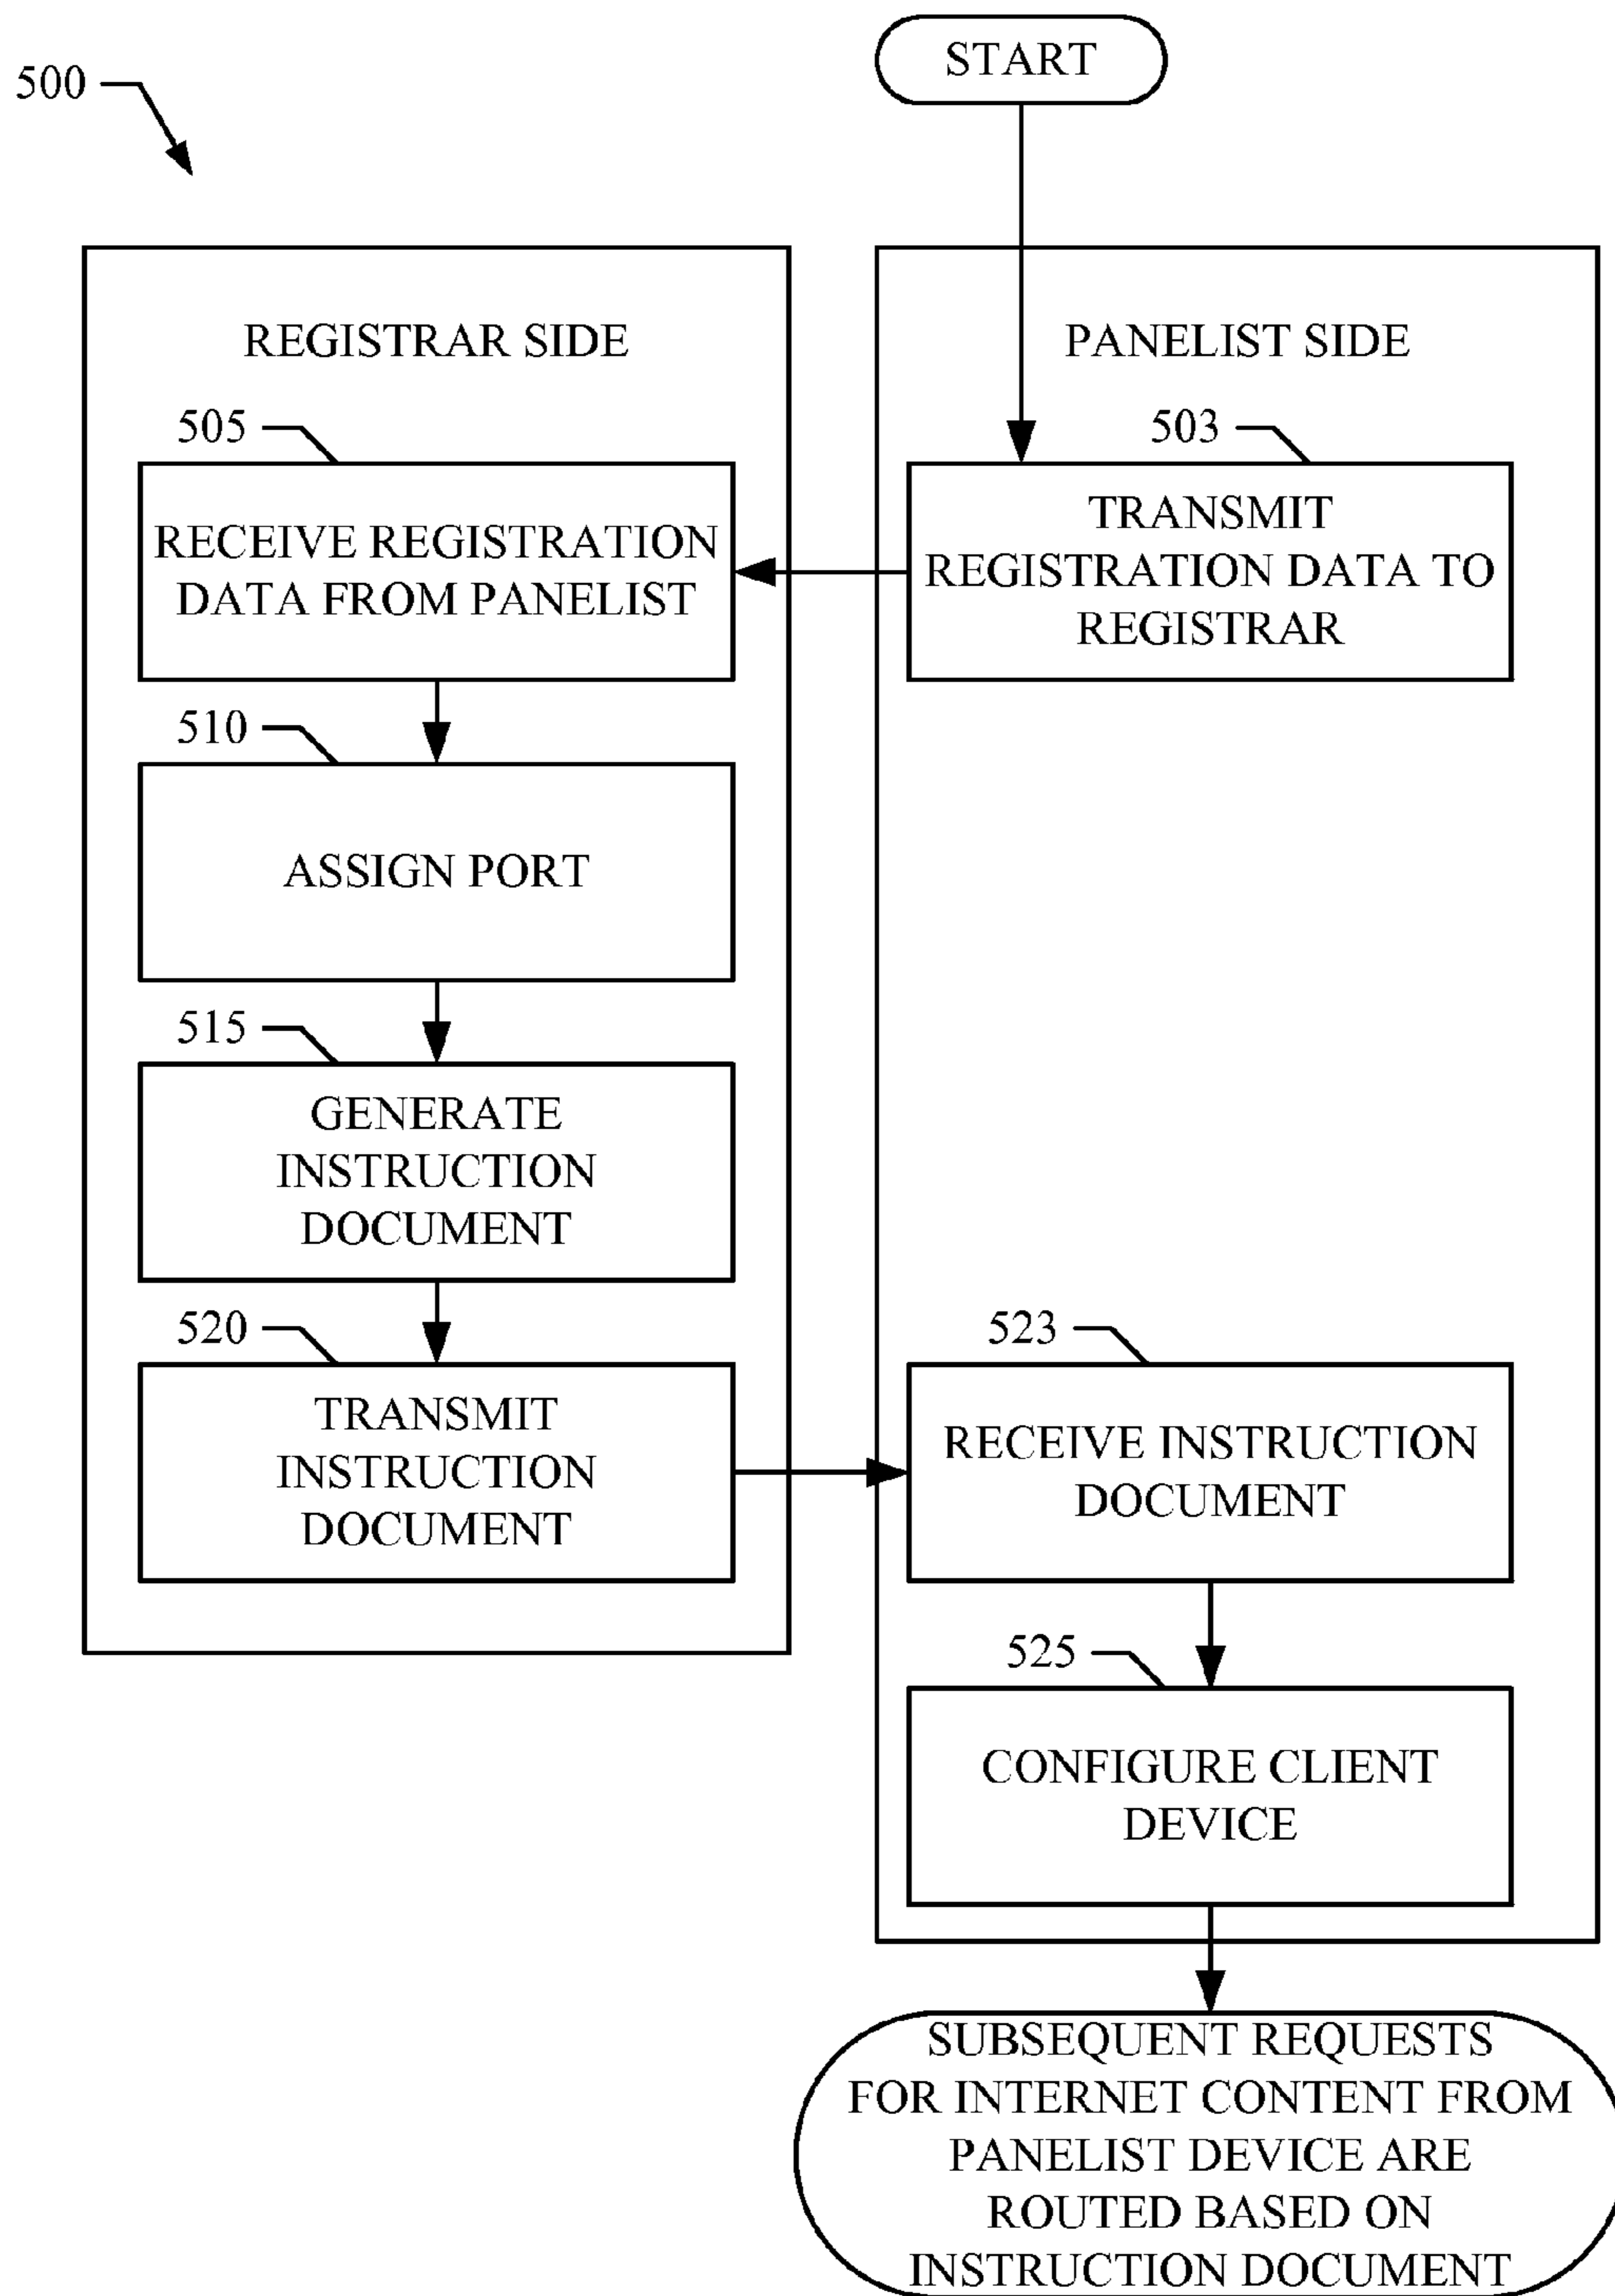 START
500
REGISTRAR SIDE
PANELIST SIDE
505
503
RECEIVE REGISTRATION
DATA FROM PANELIST
TRANSMIT
REGISTRATION DATA TO
REGISTRAR
510
ASSIGN PORT
515
GENERATE
INSTRUCTION
DOCUMENT
520
523
TRANSMIT
INSTRUCTION
DOCUMENT
RECEIVE INSTRUCTION
DOCUMENT
525
CONFIGURE CLIENT
DEVICE
SUBSEQUENT REQUESTS
FOR INTERNET CONTENT FROM
PANELIST DEVICE ARE
ROUTED BASED ON
INSTRUCTION DOCUMENT